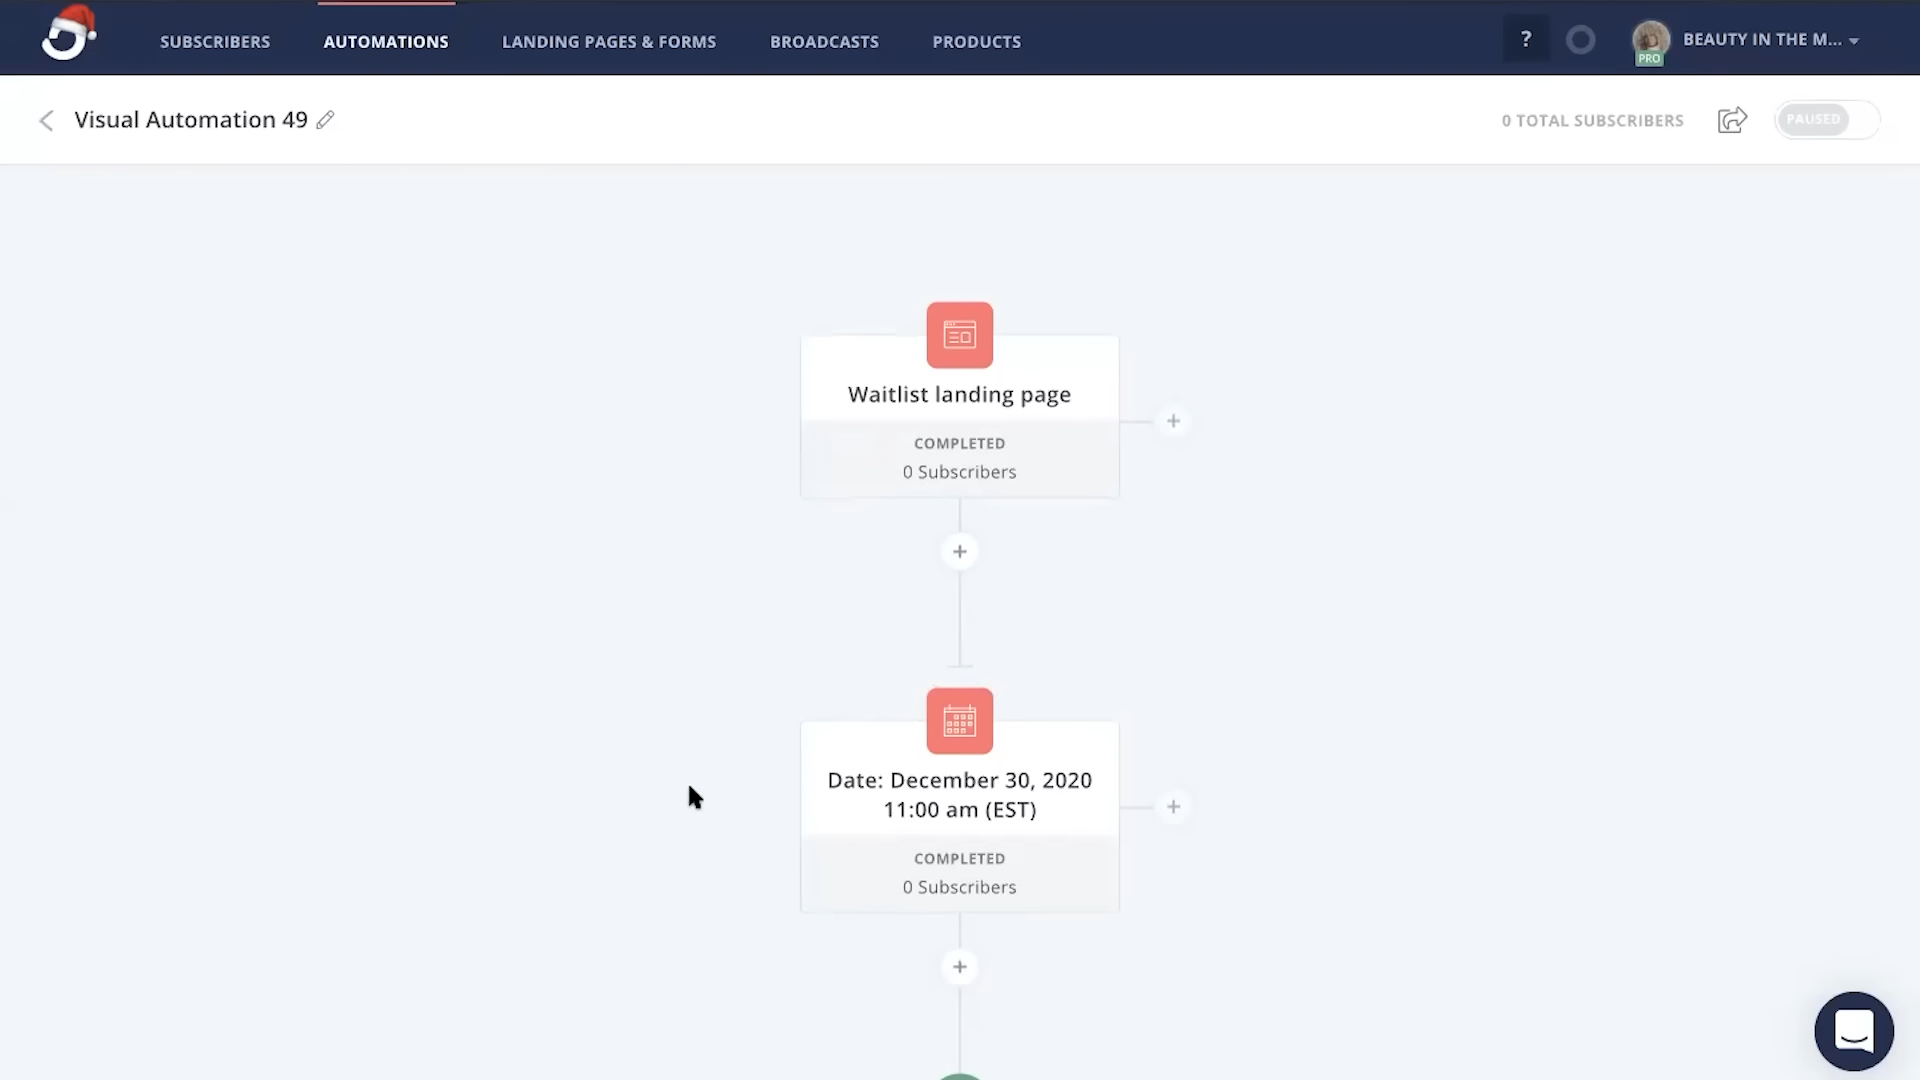 SUBSCRIBERS
AUTOMATIONS
LANDING PAGES & FORMS
BROADCASTS
PRODUCTS
?
PRO
BEAUTY IN THE M...
Visual Automation 49
0 TOTAL SUBSCRIBERS
PAUSED
Waitlist landing page
COMPLETED
0 Subscribers
Date: December 30, 2020
11:00 am (EST)
COMPLETED
0 Subscribers